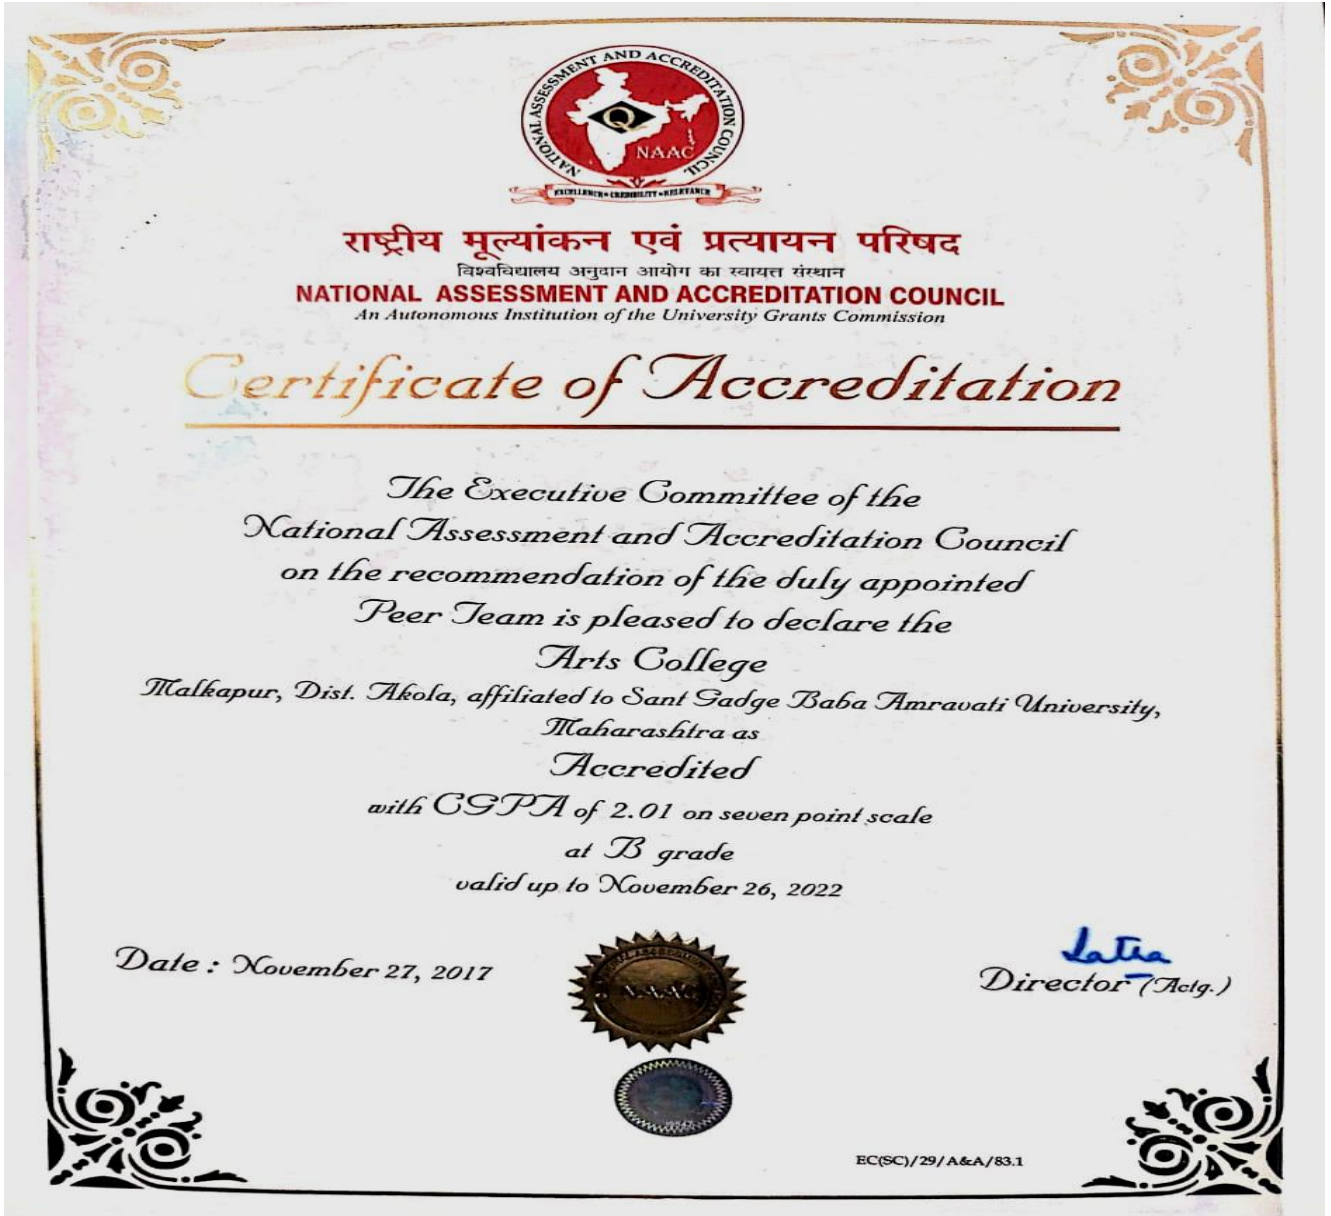 NATIONAL ASSESSMENT AND ACCREDITATION COUNCIL
Q
NAAC
EXCELLENCE • CREDIBILITY • RELEVANCE
राष्ट्रीय मूल्यांकन एवं प्रत्यायन परिषद
विश्वविद्यालय अनुदान आयोग का स्वायत्त संस्थान
NATIONAL ASSESSMENT AND ACCREDITATION COUNCIL
An Autonomous Institution of the University Grants Commission
Certificate of Accreditation
The Executive Committee of the
National Assessment and Accreditation Council
on the recommendation of the duly appointed
Peer Team is pleased to declare the
Arts College
Malkapur, Dist. Akola, affiliated to Sant Gadge Baba Amravati University,
Maharashtra as
Accredited
with CGPA of 2.01 on seven point scale
at B grade
valid up to November 26, 2022
Date : November 27, 2017
Director (Actg.)
NAAC
EC(SC)/29/A&A/83.1